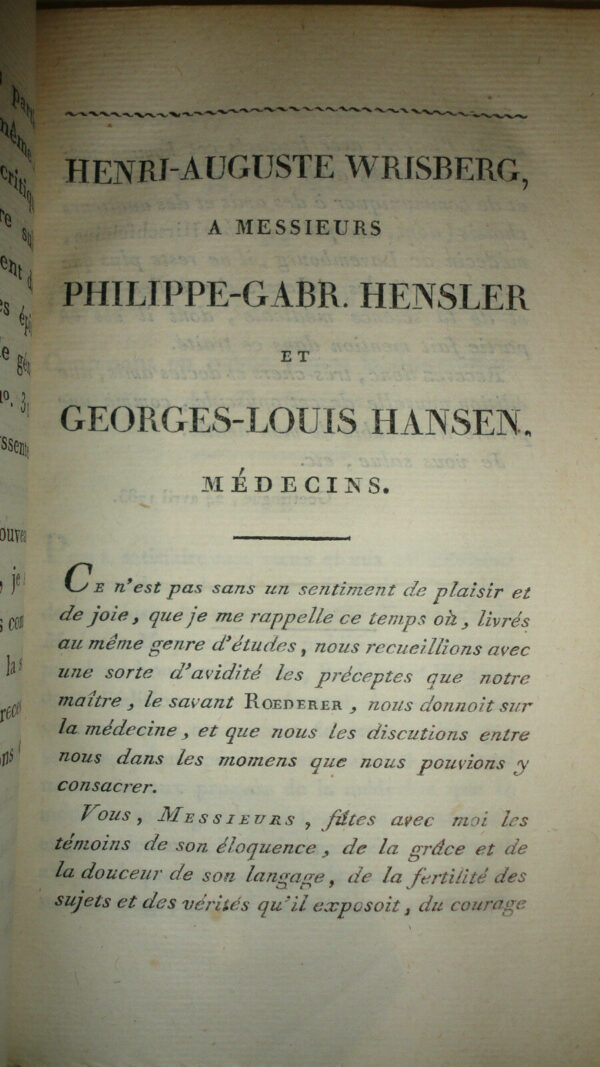 HENRI-AUGUSTE WRISBERG,
A MESSIEURS
PHILIPPE-GABR. HENSLER
ET
GEORGES-LOUIS HANSEN,
MÉDECINS.
CE n'est pas sans un sentiment de plaisir et
de joie, que je me rappelle ce temps où, livrés
au même genre d'études, nous recueillions avec
une sorte d'avidité les préceptes que notre
maître, le savant ROEDERER, nous donnoit sur
la médecine, et que nous les discutions entre
nous dans les momens que nous pouvions y
consacrer.
Vous, MESSIEURS, fûtes avec moi les
témoins de son éloquence, de la grâce et de
la douceur de son langage, de la fertilité des
sujets et des vérités qu'il exposoit, du courage